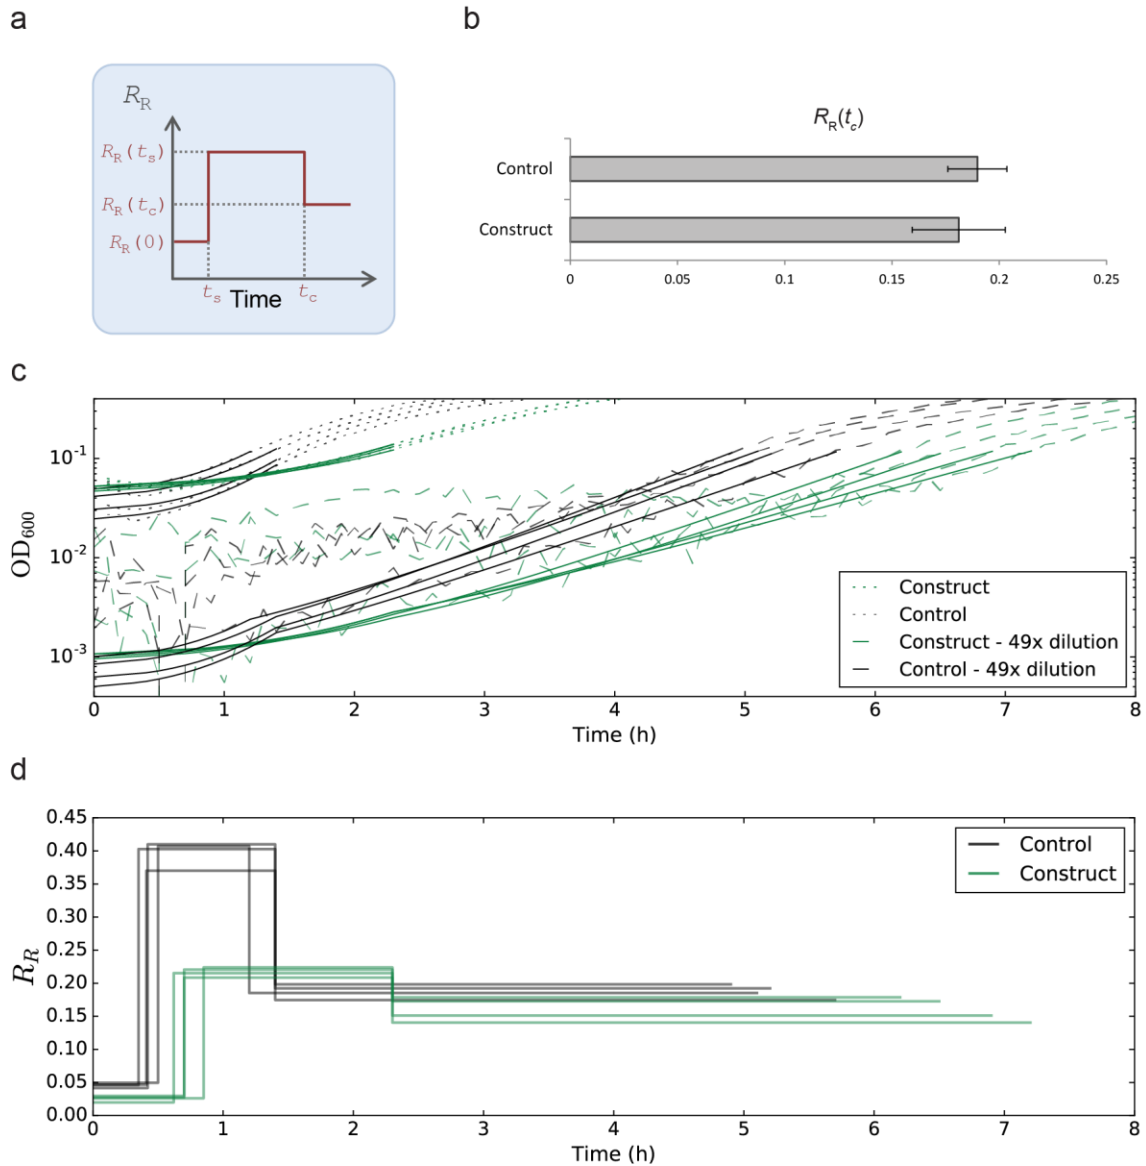 a
b
R_R
R_R(t_s)
R_R(t_c)
R_R(0)
t_s
Time
t_c
R_R(t_c)
Control
Construct
0
0.05
0.1
0.15
0.2
0.25
c
10^-1
10^-2
10^-3
OD_600
Construct
Control
Construct - 49x dilution
Control - 49x dilution
0 1 2 3 4 5 6 7 8
Time (h)
d
0.45
0.40
0.35
0.30
0.25
0.20
0.15
0.10
0.05
0.00
R_R
Control
Construct
0 1 2 3 4 5 6 7 8
Time (h)